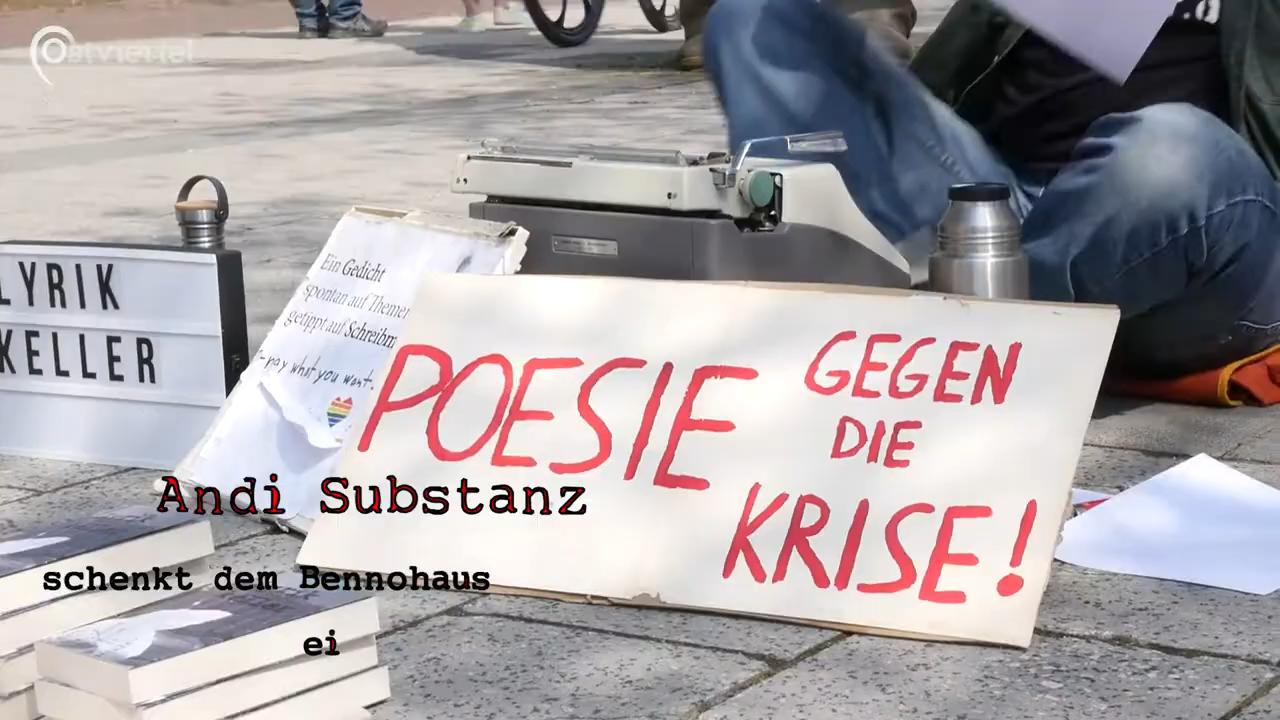 Ostviertel
LYRIK
KELLER
Ein Gedicht
spontan auf Themen
getippt auf Schreibm
pay what you want.
POESIE
GEGEN
DIE
KRISE!
Andi Substanz
schenkt dem Bennohaus
ei